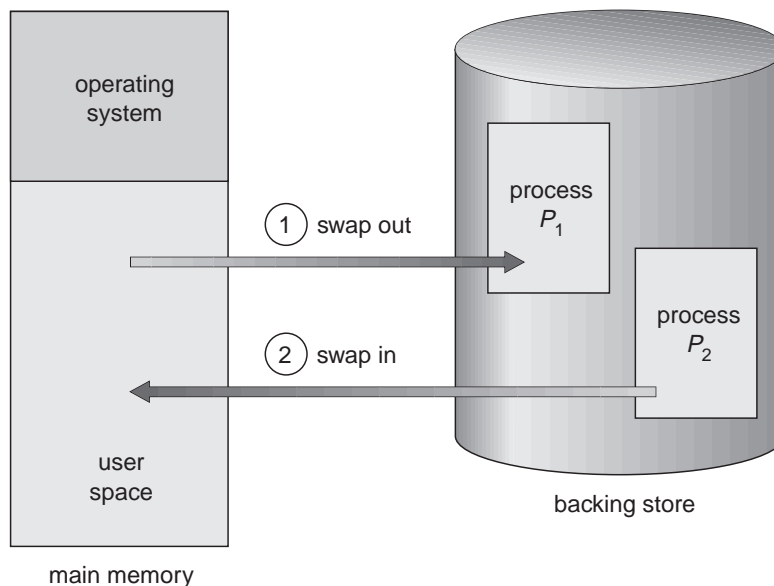 operating
system
process
P1
1 swap out
process
P2
2 swap in
user
space
backing store
main memory